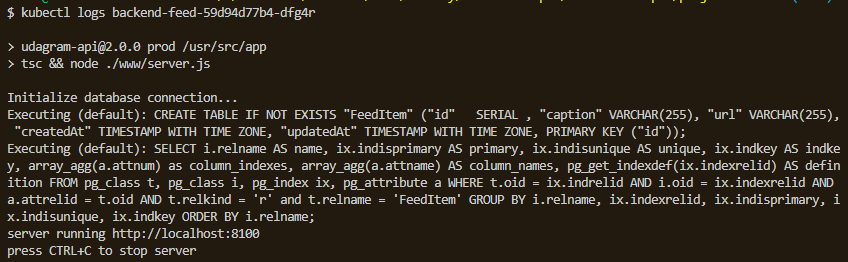 $ kubectl logs backend-feed-59d94d77b4-dfg4r
> udagram-api@2.0.0 prod /usr/src/app
> tsc && node ./www/server.js
Initialize database connection...
Executing (default): CREATE TABLE IF NOT EXISTS "FeedItem" ("id"   SERIAL , "caption" VARCHAR(255), "url" VARCHAR(255),
 "createdAt" TIMESTAMP WITH TIME ZONE, "updatedAt" TIMESTAMP WITH TIME ZONE, PRIMARY KEY ("id"));
Executing (default): SELECT i.relname AS name, ix.indisprimary AS primary, ix.indisunique AS unique, ix.indkey AS indke
y, array_agg(a.attnum) as column_indexes, array_agg(a.attname) AS column_names, pg_get_indexdef(ix.indexrelid) AS defin
ition FROM pg_class t, pg_class i, pg_index ix, pg_attribute a WHERE t.oid = ix.indrelid AND i.oid = ix.indexrelid AND
a.attrelid = t.oid AND t.relkind = 'r' and t.relname = 'FeedItem' GROUP BY i.relname, ix.indexrelid, ix.indisprimary, i
x.indisunique, ix.indkey ORDER BY i.relname;
server running http://localhost:8100
press CTRL+C to stop server